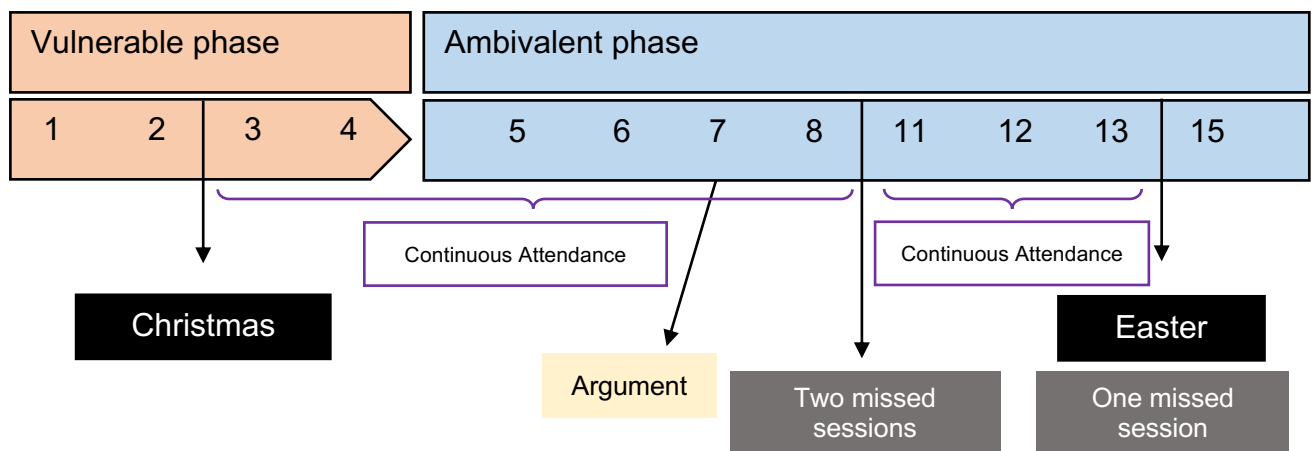 Vulnerable phase
Ambivalent phase
1 2 3 4 5 6 7 8 11 12 13 15
Continuous Attendance
Continuous Attendance
Christmas
Easter
Argument
Two missed
sessions
One missed
session